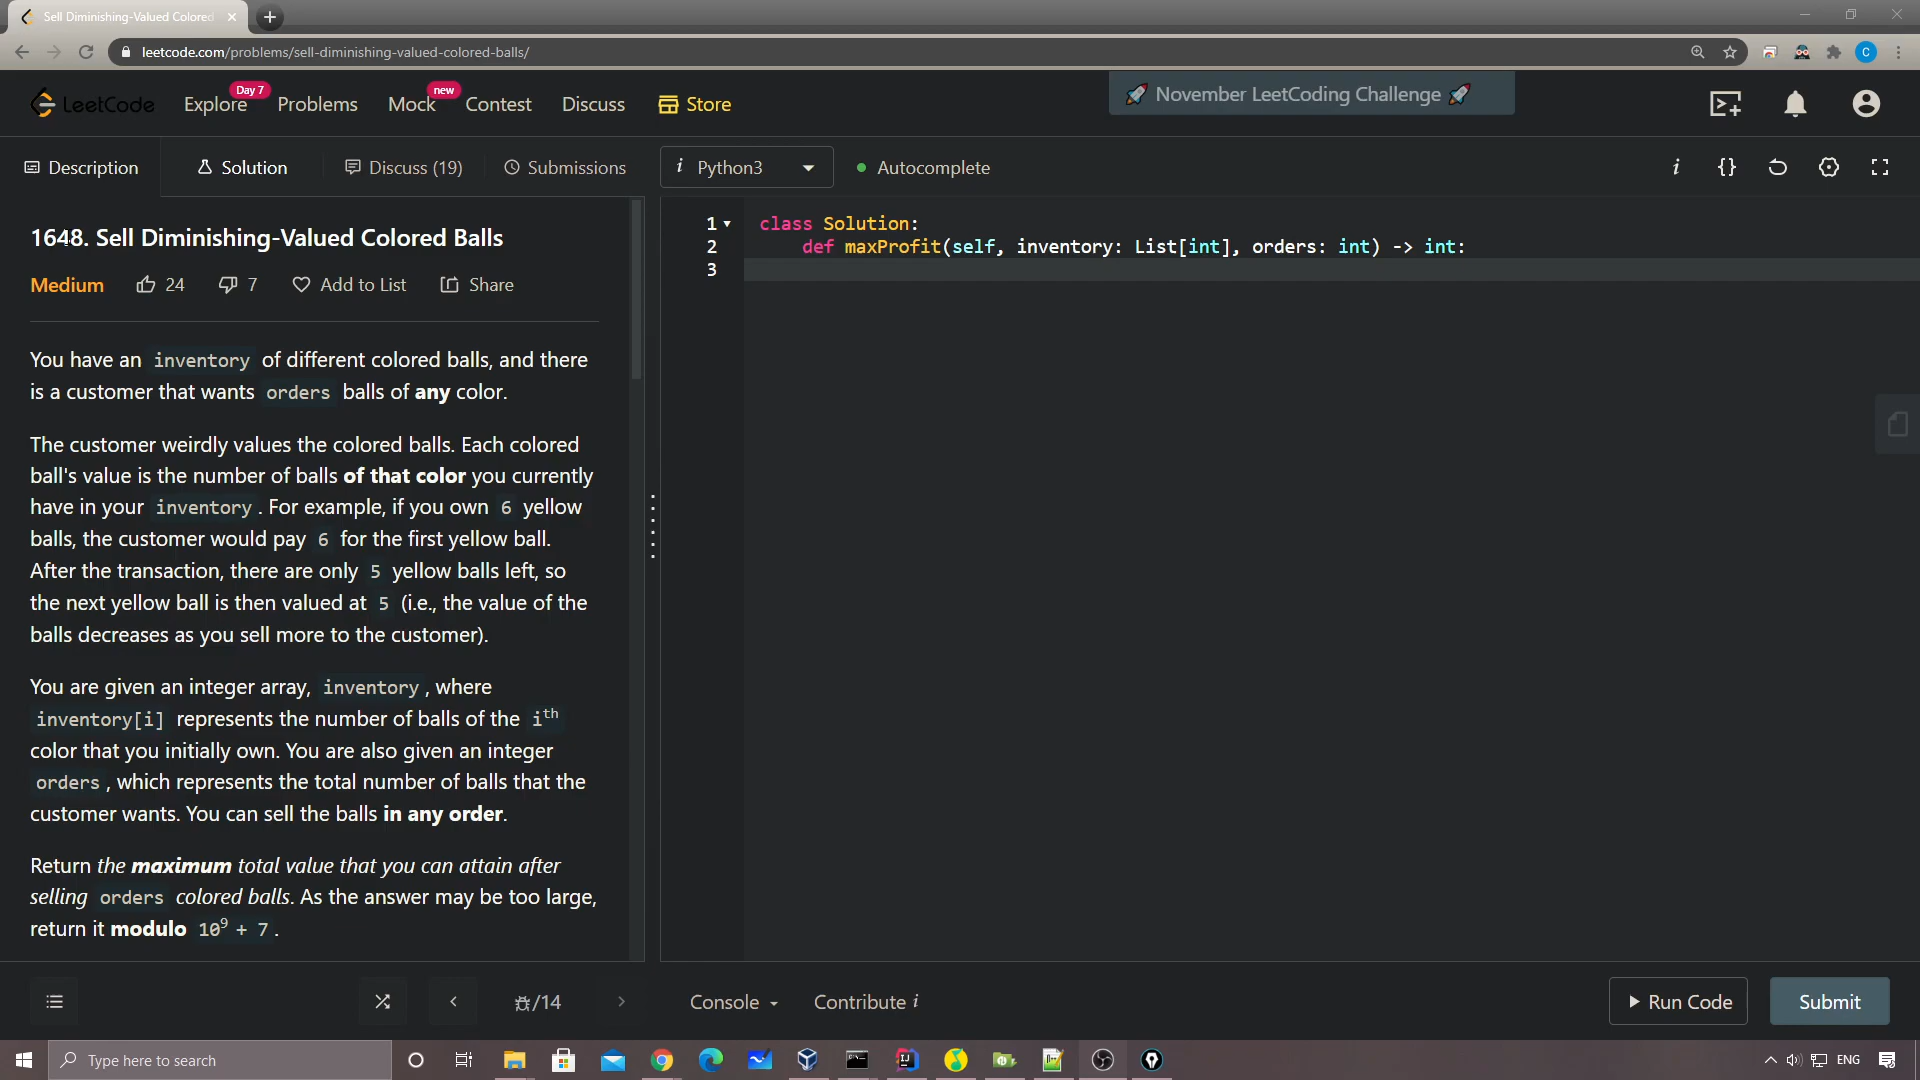 Sell Diminishing-Valued Colored
leetcode.com/problems/sell-diminishing-valued-colored-balls/
C
LeetCode
Explore Day 7
Problems
Mock new
Contest
Discuss
Store
🚀 November LeetCoding Challenge 🚀
Description
Solution
Discuss (19)
Submissions
i Python3
Autocomplete
i {}
1648. Sell Diminishing-Valued Colored Balls
Medium 24 7 Add to List Share
You have an inventory of different colored balls, and there
is a customer that wants orders balls of any color.
The customer weirdly values the colored balls. Each colored
ball's value is the number of balls of that color you currently
have in your inventory. For example, if you own 6 yellow
balls, the customer would pay 6 for the first yellow ball.
After the transaction, there are only 5 yellow balls left, so
the next yellow ball is then valued at 5 (i.e., the value of the
balls decreases as you sell more to the customer).
You are given an integer array, inventory, where
inventory[i] represents the number of balls of the iᵗʰ
color that you initially own. You are also given an integer
orders, which represents the total number of balls that the
customer wants. You can sell the balls in any order.
Return the maximum total value that you can attain after
selling orders colored balls. As the answer may be too large,
return it modulo 10⁹ + 7.
1 class Solution:
2 def maxProfit(self, inventory: List[int], orders: int) -> int:
3
/14
Console
Contribute i
Run Code
Submit
Type here to search
ENG